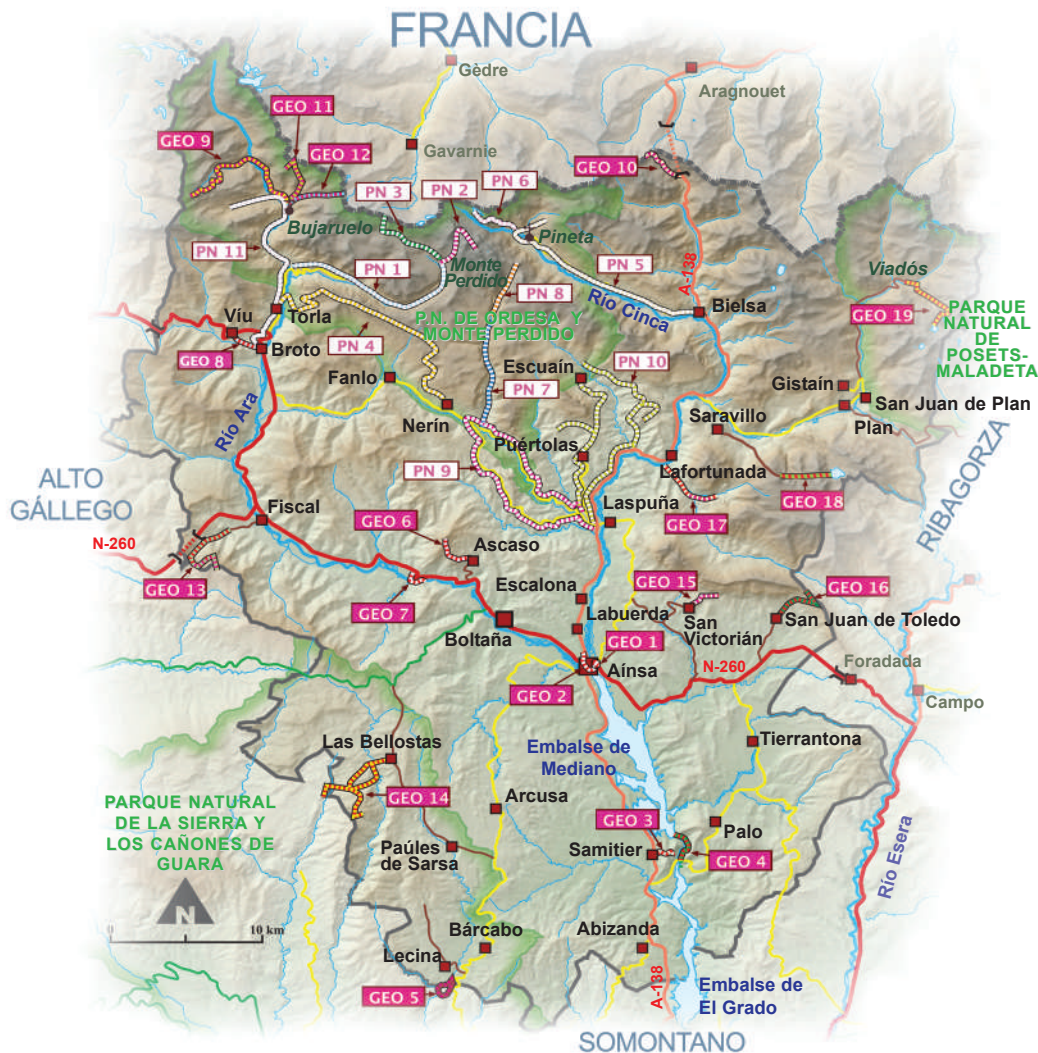 FRANCIA
Gèdre
Aragnouet
GEO 11
GEO 9
GEO 12
Gavarnie
GEO 10
PN 3
PN 2
PN 6
Bujaruelo
Pineta
PN 11
PN 1
Monte
Perdido
PN 5
A-138
Viadós
PN 8
Río Cinca
Bielsa
GEO 19
PARQUE
NATURAL
DE
POSETS-
MALADETA
Viu
Torla
P.N. DE ORDESA Y
MONTE PERDIDO
GEO 8
Broto
PN 4
Escuaín
PN 10
Fanlo
PN 7
Gistaín
San Juan de Plan
Río Ara
Nerín
Saravillo
Plan
Puértolas
PN 9
Lafortunada
ALTO
GÁLLEGO
GEO 18
RIBAGORZA
Laspuña
Fiscal
GEO 17
GEO 6
N-260
Ascaso
GEO 13
Escalona
GEO 15
GEO 16
GEO 7
Labuerda
San
Victorián
San Juan de Toledo
Boltaña
GEO 1
Aínsa
N-260
Foradada
GEO 2
Campo
Las Bellostas
Embalse de
Mediano
Tierrantona
GEO 14
Arcusa
PARQUE NATURAL
DE LA SIERRA Y
LOS CAÑONES DE
GUARA
GEO 3
Palo
Paúles
de Sarsa
Samitier
GEO 4
Río Esera
N
0
10 km
Bárcabo
Abizanda
Lecina
GEO 5
A-138
Embalse de
El Grado
SOMONTANO